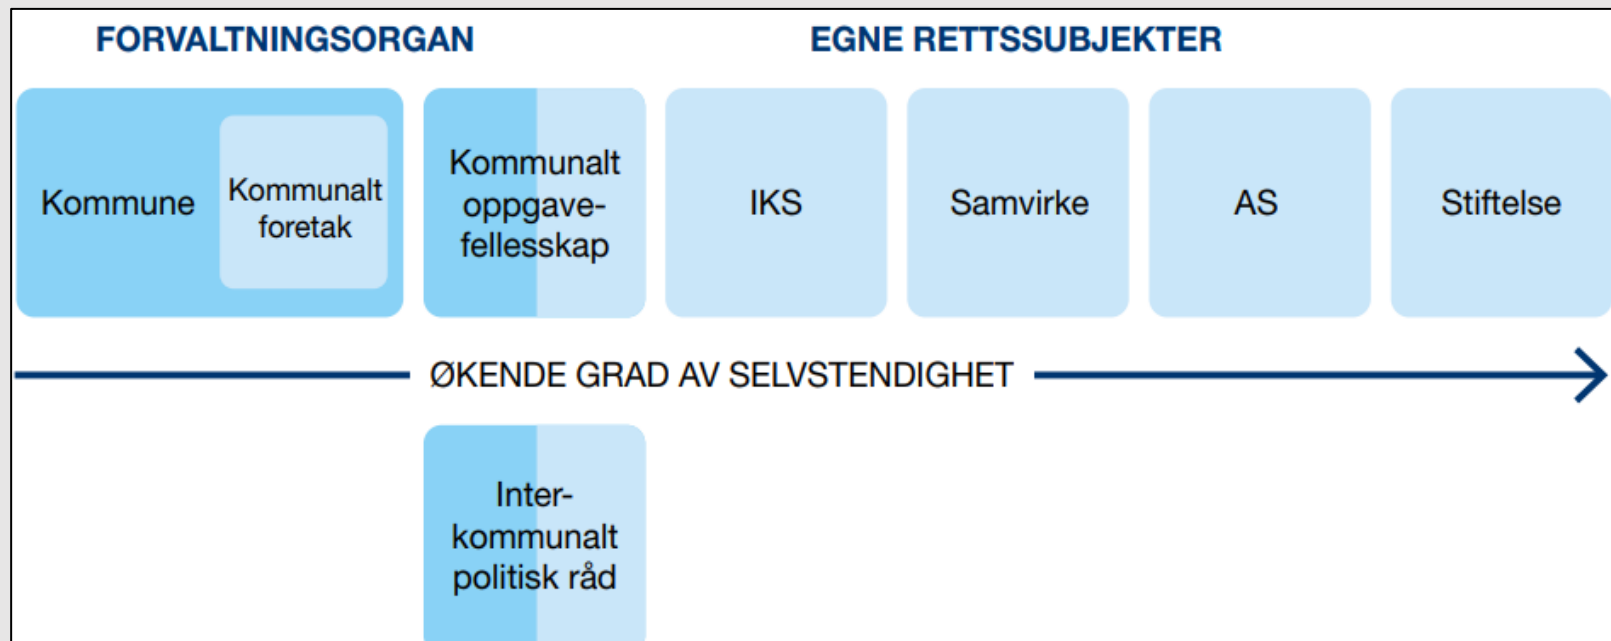 FORVALTNINGSORGAN
EGNE RETTSSUBJEKTER
Kommune
Kommunalt
foretak
Kommunalt
oppgave-
fellesskap
IKS
Samvirke
AS
Stiftelse
ØKENDE GRAD AV SELVSTENDIGHET
Inter-
kommunalt
politisk råd